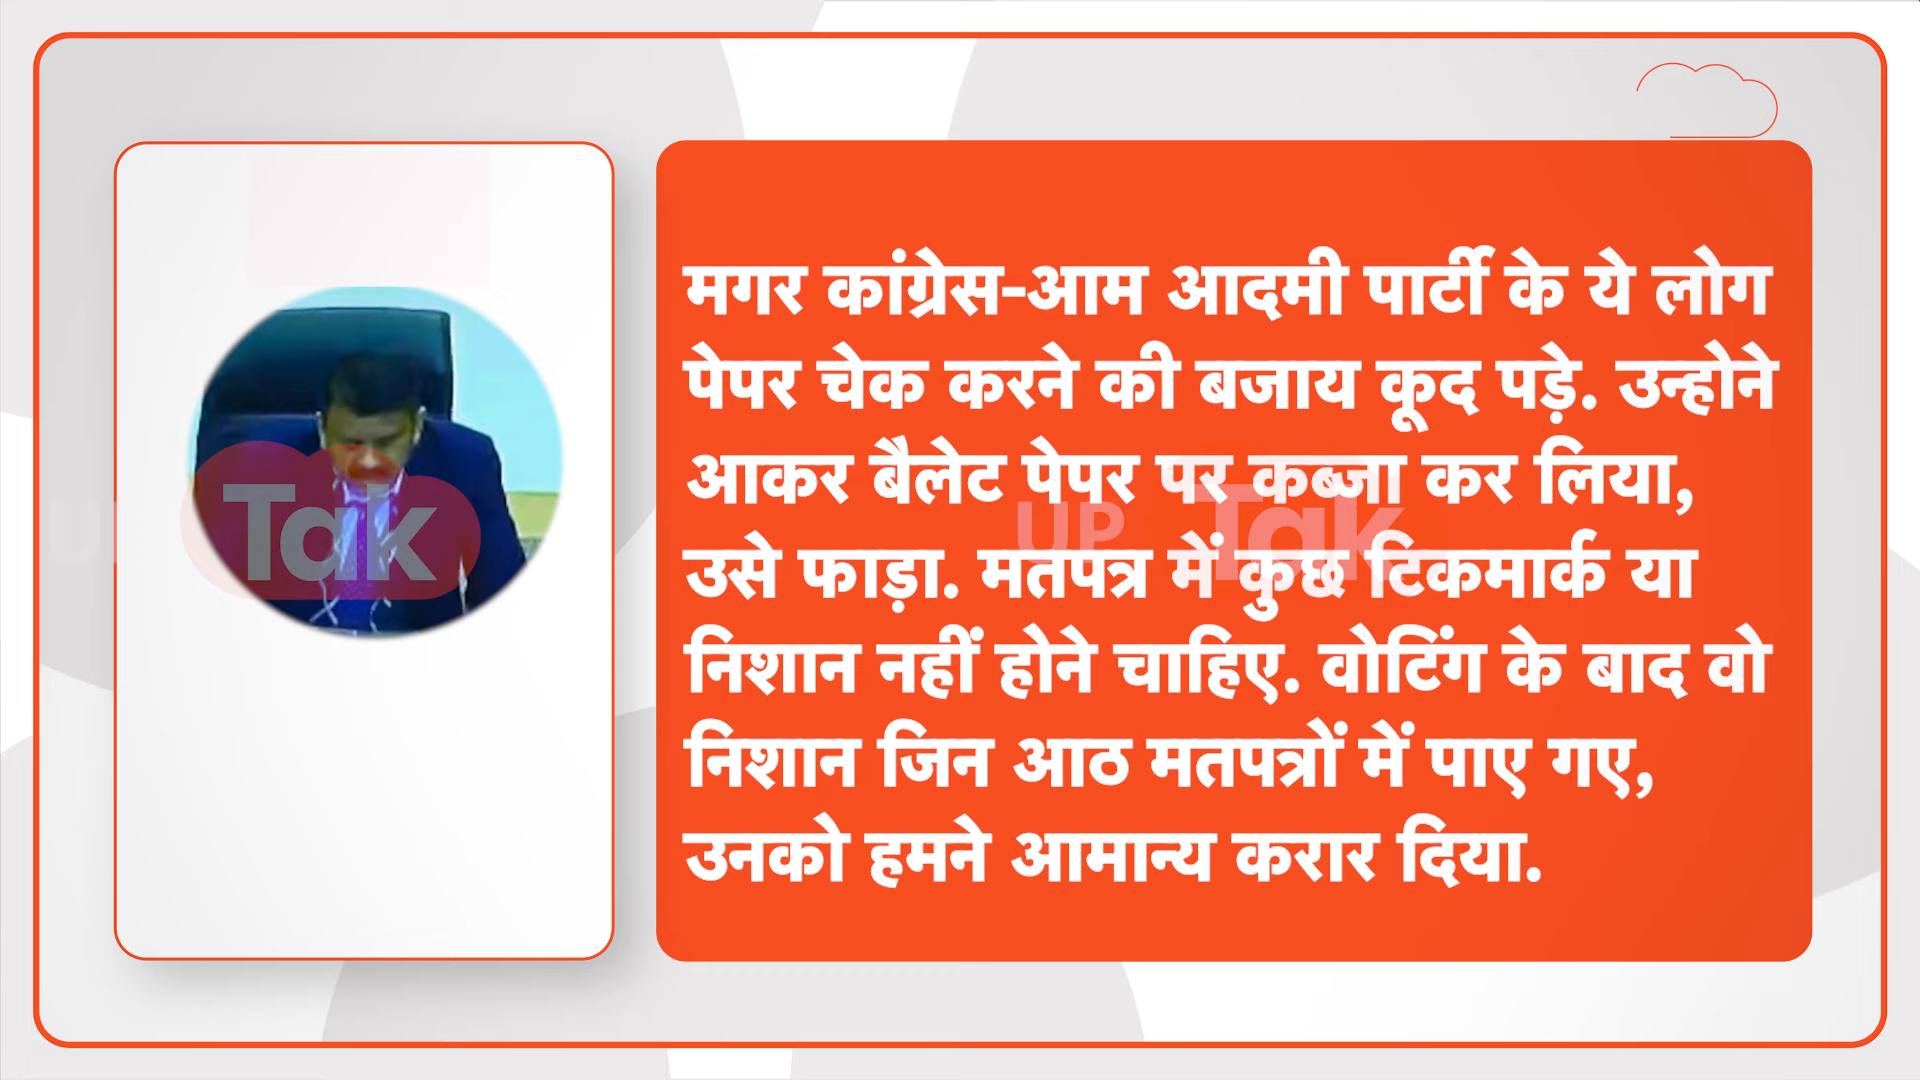 मगर कांग्रेस-आम आदमी पार्टी के ये लोग
पेपर चेक करने की बजाय कूद पड़े. उन्होने
आकर बैलेट पेपर पर कब्जा कर लिया,
उसे फाड़ा. मतपत्र में कुछ टिकमार्क या
निशान नहीं होने चाहिए. वोटिंग के बाद वो
निशान जिन आठ मतपत्रों में पाए गए,
उनको हमने आमान्य करार दिया.
UP Tak
UP Tak